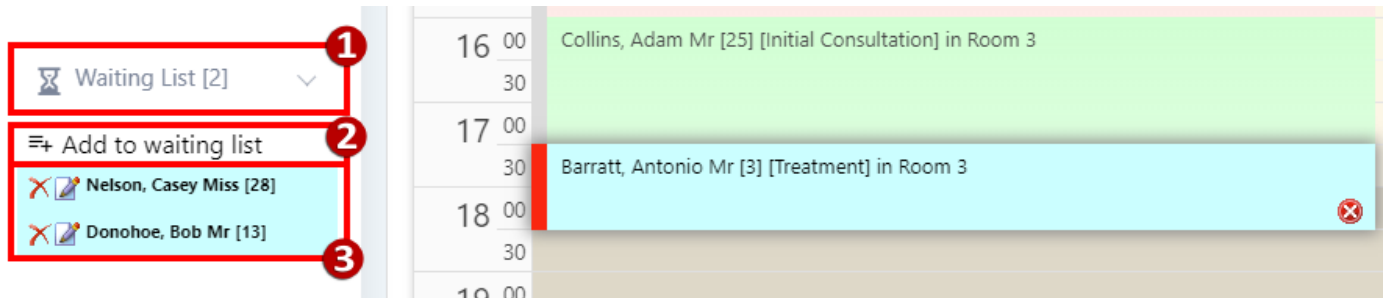 1
Waiting List [2]
2
Add to waiting list
Nelson, Casey Miss [28]
Donohoe, Bob Mr [13]
3
16 00
Collins, Adam Mr [25] [Initial Consultation] in Room 3
30
17 00
30
Barratt, Antonio Mr [3] [Treatment] in Room 3
18 00
30
19 00